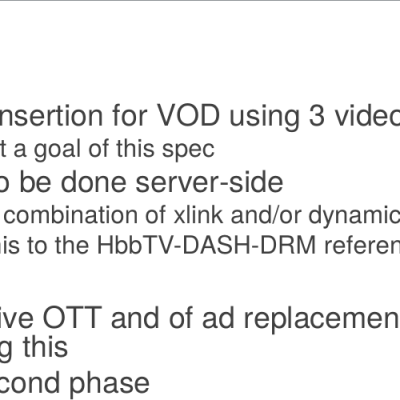 nsertion for VOD using 3 video
t a goal of this spec
o be done server-side
combination of xlink and/or dynamic
is to the HbbTV-DASH-DRM referen
ive OTT and of ad replacemen
g this
cond phase